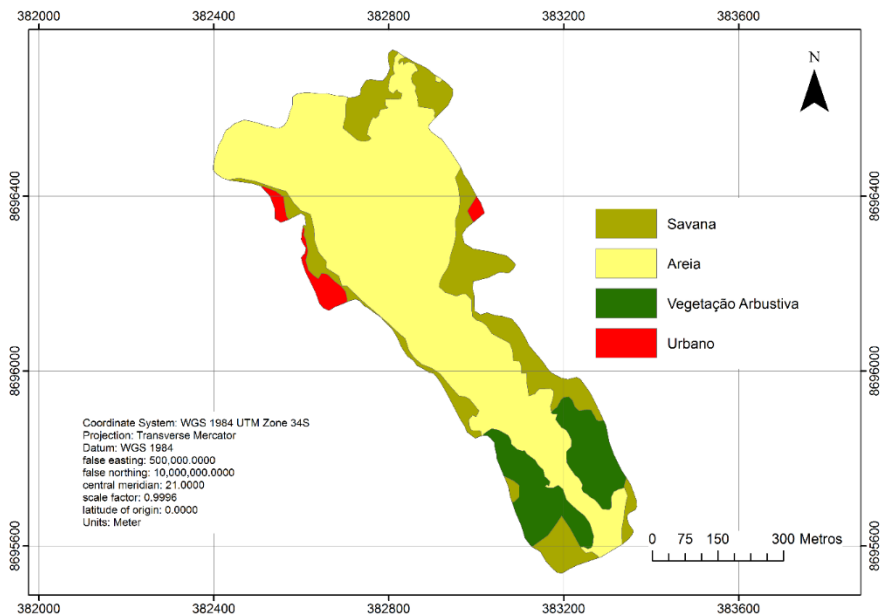 382000 382400 382800 383200 383600
N
8696400 8696400
Savana
Areia
Vegetação Arbustiva
Urbano
8696000 8696000
Coordinate System: WGS 1984 UTM Zone 34S
Projection: Transverse Mercator
Datum: WGS 1984
false easting: 500,000.0000
false northing: 10,000,000.0000
central meridian: 21.0000
scale factor: 0.9996
latitude of origin: 0.0000
Units: Meter
8695600 8695600
0 75 150 300 Metros
382000 382400 382800 383200 383600